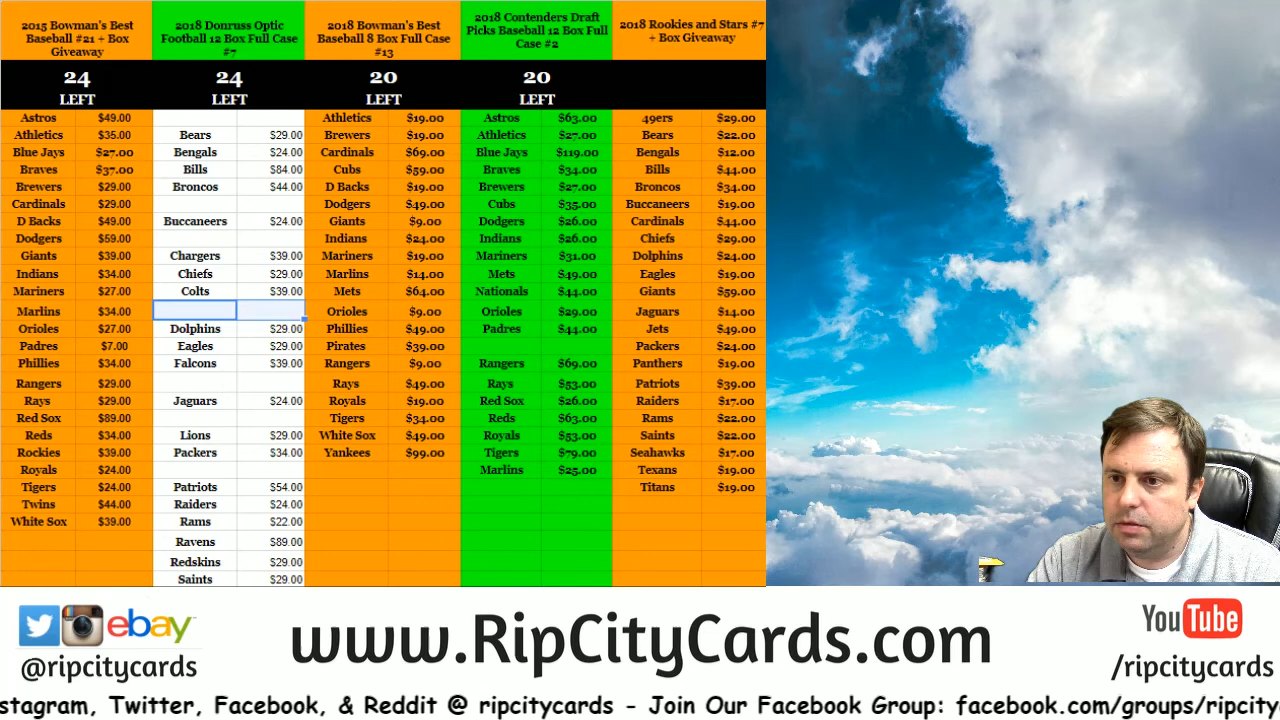 2015 Bowman's Best
Baseball #21 + Box
Giveaway
24
LEFT
Astros $49.00
Athletics $35.00
Blue Jays $27.00
Braves $37.00
Brewers $29.00
Cardinals $29.00
D Backs $49.00
Dodgers $59.00
Giants $39.00
Indians $34.00
Mariners $27.00
Marlins $34.00
Orioles $27.00
Padres $7.00
Phillies $34.00
Rangers $29.00
Rays $29.00
Red Sox $89.00
Reds $34.00
Rockies $39.00
Royals $24.00
Tigers $24.00
Twins $44.00
White Sox $39.00
2018 Donruss Optic
Football 12 Box Full Case
#7
24
LEFT
Bears $29.00
Bengals $24.00
Bills $84.00
Broncos $44.00
Buccaneers $24.00
Chargers $39.00
Chiefs $29.00
Colts $39.00
Dolphins $29.00
Eagles $29.00
Falcons $39.00
Jaguars $24.00
Lions $29.00
Packers $34.00
Patriots $54.00
Raiders $24.00
Rams $22.00
Ravens $89.00
Redskins $29.00
Saints $29.00
2018 Bowman's Best
Baseball 8 Box Full Case
#13
20
LEFT
Athletics $19.00
Brewers $19.00
Cardinals $69.00
Cubs $59.00
D Backs $19.00
Dodgers $49.00
Giants $9.00
Indians $24.00
Mariners $19.00
Marlins $14.00
Mets $64.00
Orioles $9.00
Phillies $49.00
Pirates $39.00
Rangers $9.00
Rays $49.00
Royals $19.00
Tigers $34.00
White Sox $49.00
Yankees $99.00
2018 Contenders Draft
Picks Baseball 12 Box Full
Case #2
20
LEFT
Astros $63.00
Athletics $27.00
Blue Jays $119.00
Braves $34.00
Brewers $27.00
Cubs $35.00
Dodgers $26.00
Indians $26.00
Mariners $31.00
Mets $49.00
Nationals $44.00
Orioles $29.00
Padres $44.00
Rangers $69.00
Rays $53.00
Red Sox $26.00
Reds $63.00
Royals $53.00
Tigers $79.00
Marlins $25.00
2018 Rookies and Stars #7
+ Box Giveaway
49ers $29.00
Bears $22.00
Bengals $12.00
Bills $44.00
Broncos $34.00
Buccaneers $19.00
Cardinals $44.00
Chiefs $29.00
Dolphins $24.00
Eagles $19.00
Giants $59.00
Jaguars $14.00
Jets $49.00
Packers $24.00
Panthers $19.00
Patriots $39.00
Raiders $17.00
Rams $22.00
Saints $22.00
Seahawks $17.00
Texans $19.00
Titans $19.00
ebay
@ripcitycards
www.RipCityCards.com
YouTube
/ripcitycards
stagram, Twitter, Facebook, & Reddit @ ripcitycards - Join Our Facebook Group: facebook.com/groups/ripcity